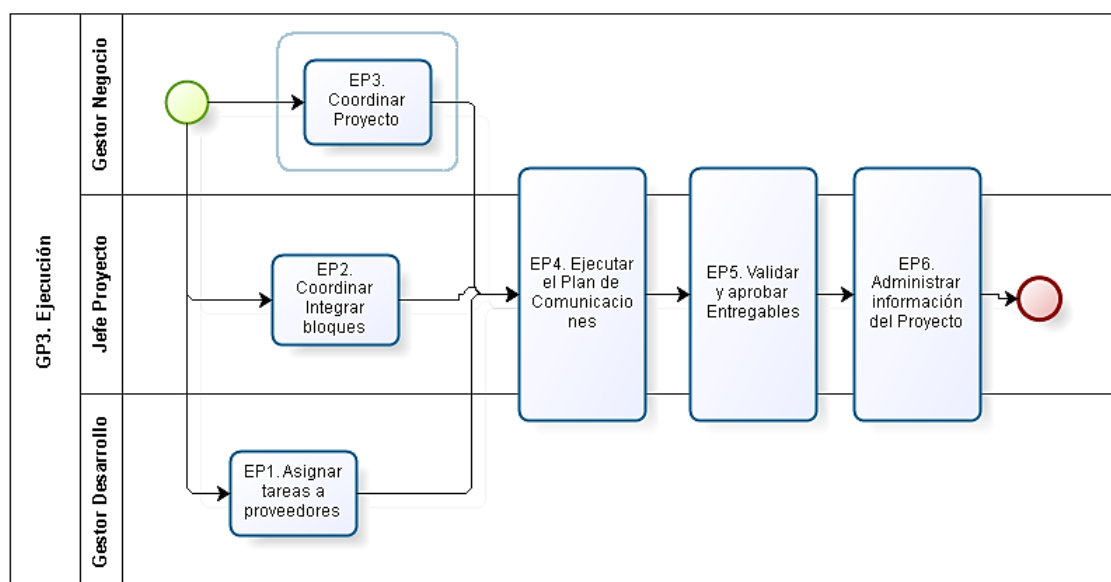 GP3. Ejecución
Gestor Negocio
EP3.
Coordinar
Proyecto
Jefe Proyecto
EP2.
Coordinar
Integrar
bloques
EP4. Ejecutar
el Plan de
Comunicacio
nes
EP5. Validar
y aprobar
Entregables
EP6.
Administrar
información
del Proyecto
Gestor Desarrollo
EP1. Asignar
tareas a
proveedores